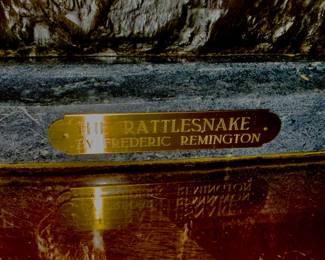 THE RATTLESNAKE
BY FREDERIC REMINGTON